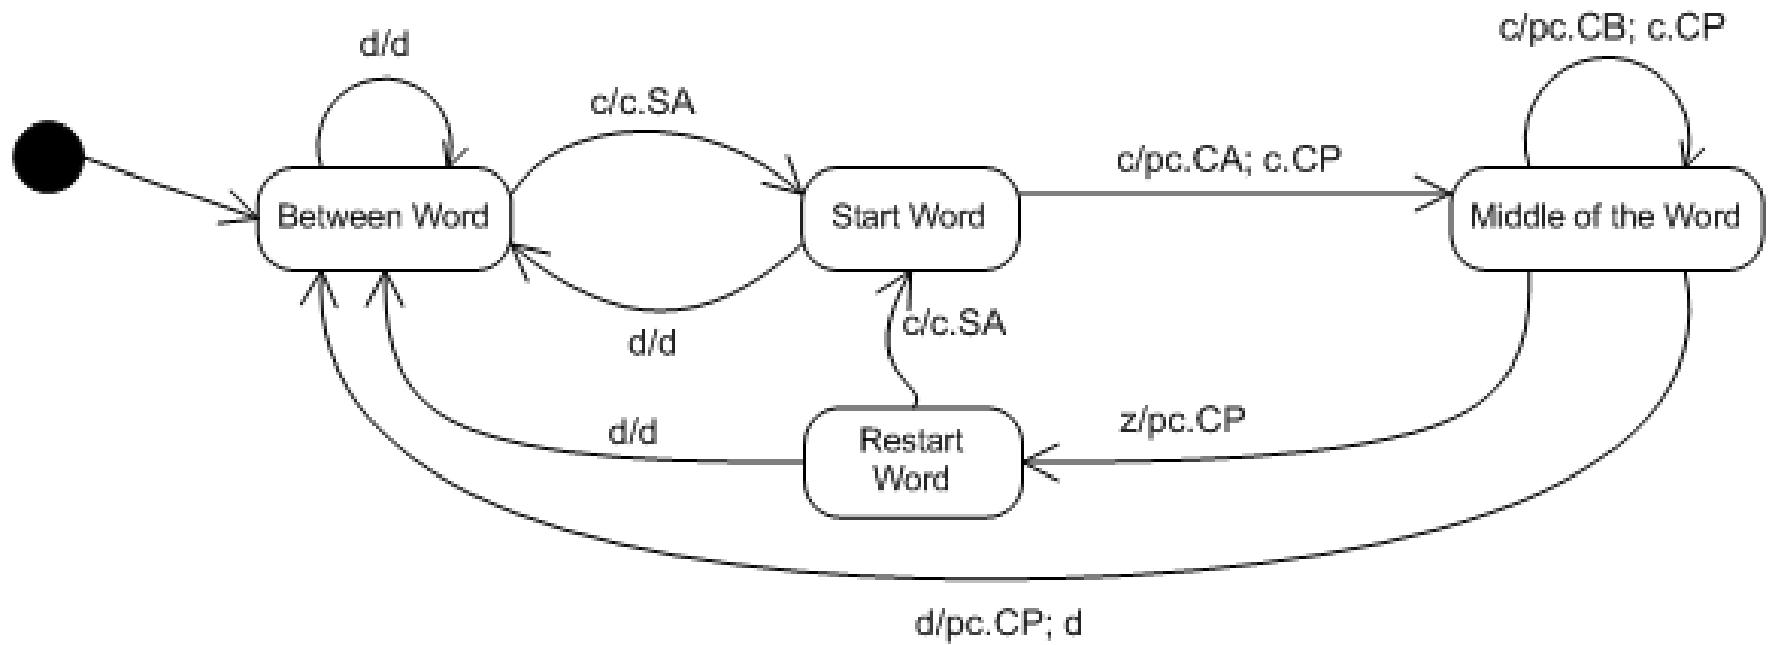 c/pc.CB; c.CP
d/d
c/c.SA
c/pc.CA; c.CP
Between Word
Start Word
Middle of the Word
c/c.SA
d/d
z/pc.CP
d/d
Restart
Word
d/pc.CP; d